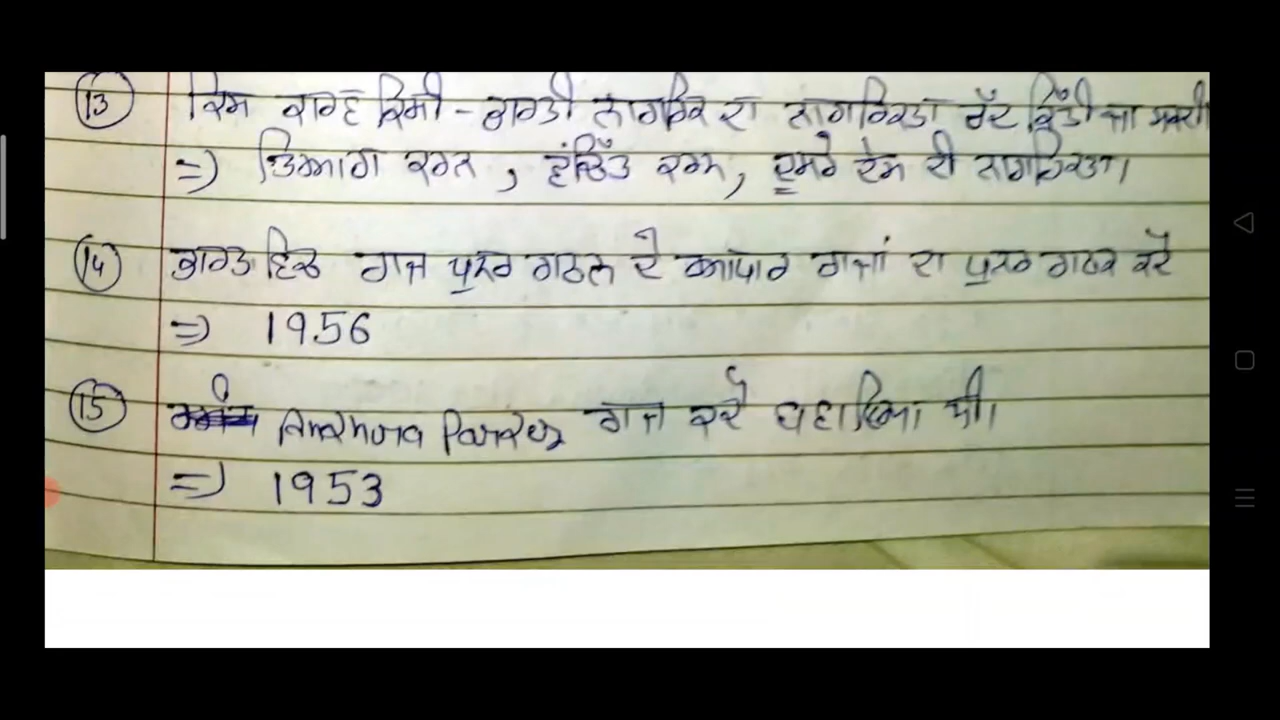 (13) ਕਿਸ ਕਾਰਣ ਕਿਸੀ - ਭਾਰਤੀ ਨਾਗਰਿਕ ਦਾ ਨਾਗਰਿਕਤਾ ਰੱਦ ਕਿੱਤੀ ਜਾ ਸਕਦੀ
=> ਤਿਆਗ ਕਰਨ , ਵੰਚਿੱਤ ਕਰਨ, ਦੂਸਰੇ ਦੇਸ਼ ਦੀ ਨਾਗਰਿਕਤਾ।
(14) ਭਾਰਤ ਵਿਚ ਰਾਜ ਪੁਨਰ ਗਠਨ ਦੇ ਆਧਾਰ ਰਾਜਾਂ ਦਾ ਪੁਨਰ ਗਠਨ ਕਦੋਂ
=> 1956
(15) Andhra Pardesh ਰਾਜ ਕਦੋਂ ਬਣਾਇਆ ਸੀ।
=> 1953